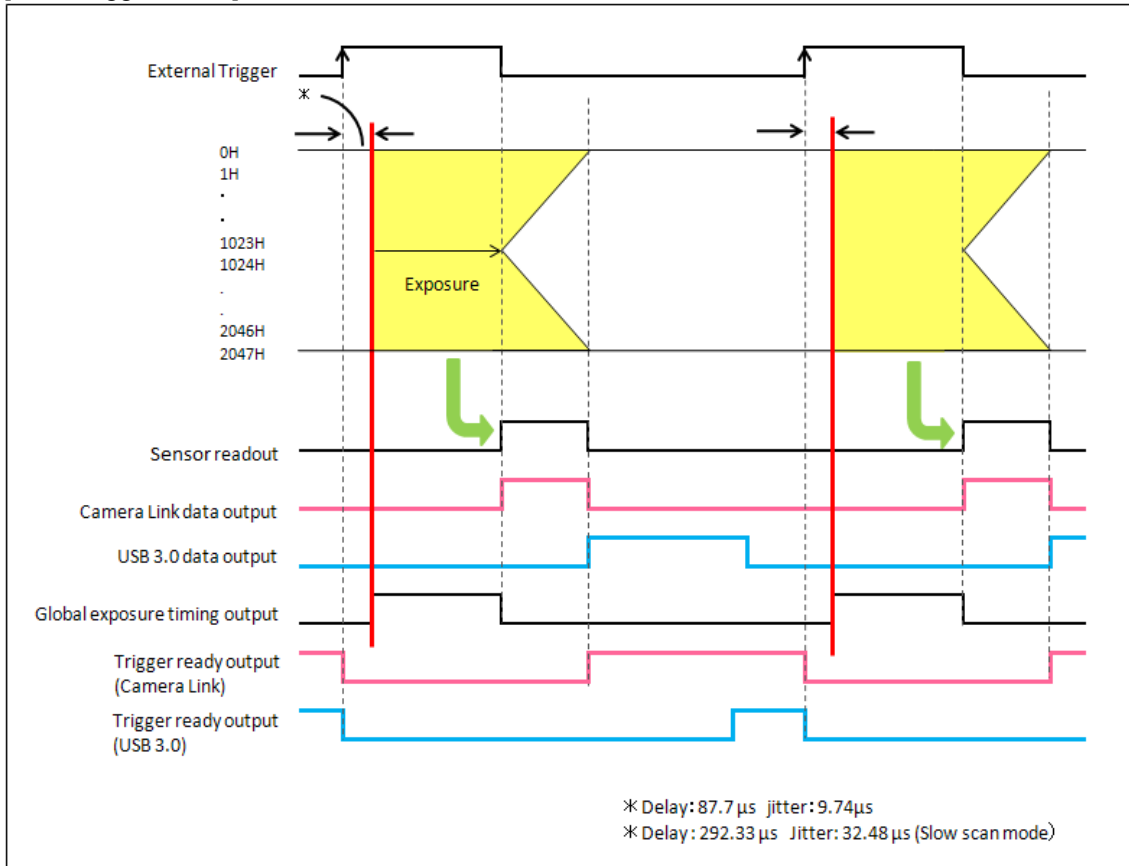 External Trigger
*
0H
1H
.
.
1023H
1024H
.
.
2046H
2047H
Exposure
Sensor readout
Camera Link data output
USB 3.0 data output
Global exposure timing output
Trigger ready output
(Camera Link)
Trigger ready output
(USB 3.0)
* Delay: 87.7 μs jitter: 9.74μs
* Delay : 292.33 μs Jitter: 32.48 μs (Slow scan mode)